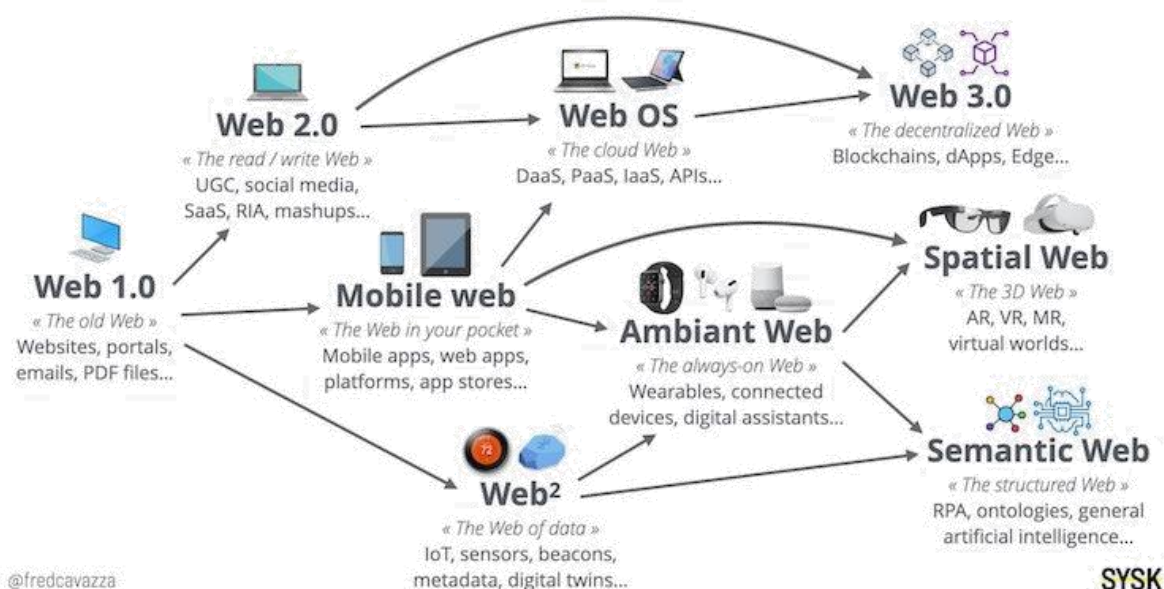 Web 2.0
« The read / write Web »
UGC, social media,
SaaS, RIA, mashups...
Web OS
« The cloud Web »
DaaS, PaaS, IaaS, APIs...
Web 3.0
« The decentralized Web »
Blockchains, dApps, Edge...
Web 1.0
« The old Web »
Websites, portals,
emails, PDF files...
Mobile web
« The Web in your pocket »
Mobile apps, web apps,
platforms, app stores...
Ambiant Web
« The always-on Web »
Wearables, connected
devices, digital assistants...
Spatial Web
« The 3D Web »
AR, VR, MR,
virtual worlds...
72
Web²
« The Web of data »
IoT, sensors, beacons,
metadata, digital twins...
Semantic Web
« The structured Web »
RPA, ontologies, general
artificial intelligence...
@fredcavazza
SYSK